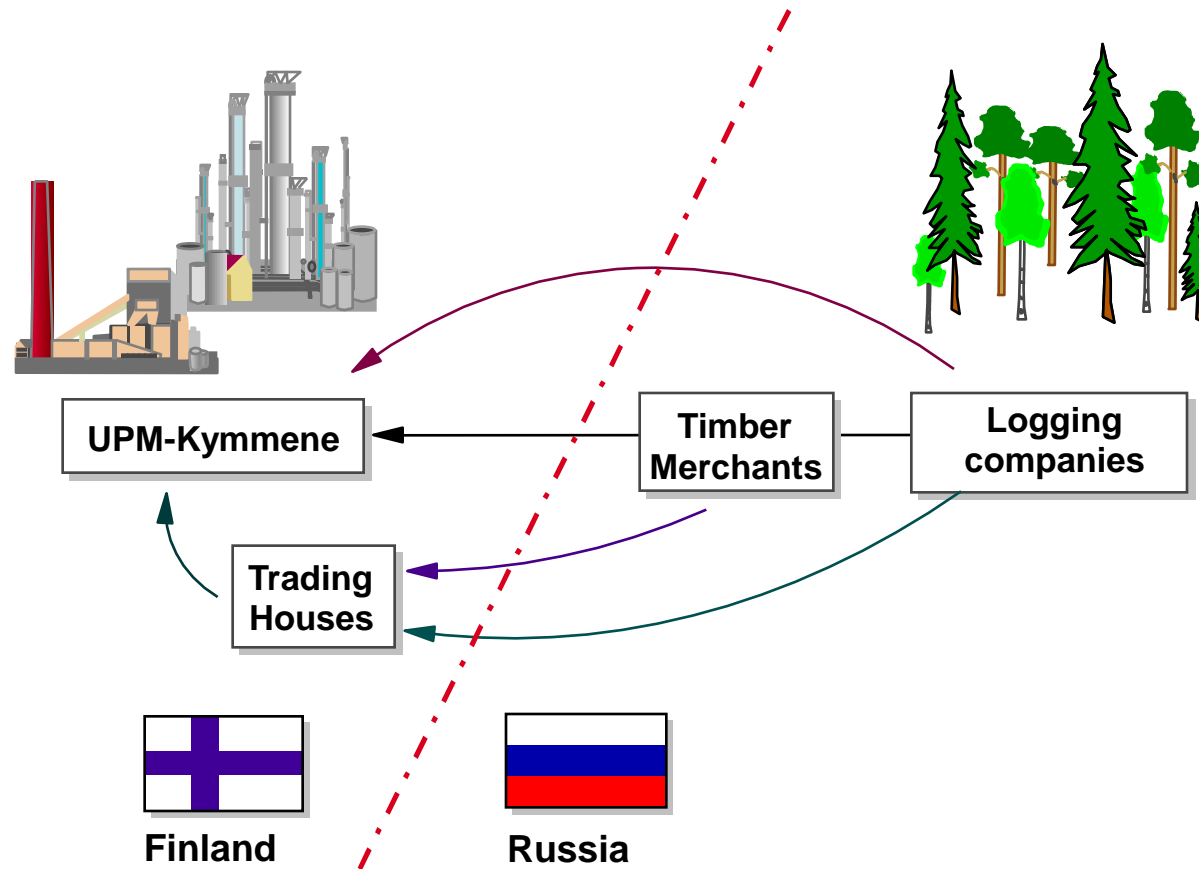 UPM-Kymmene
Timber
Merchants
Logging
companies
Trading
Houses
Finland
Russia